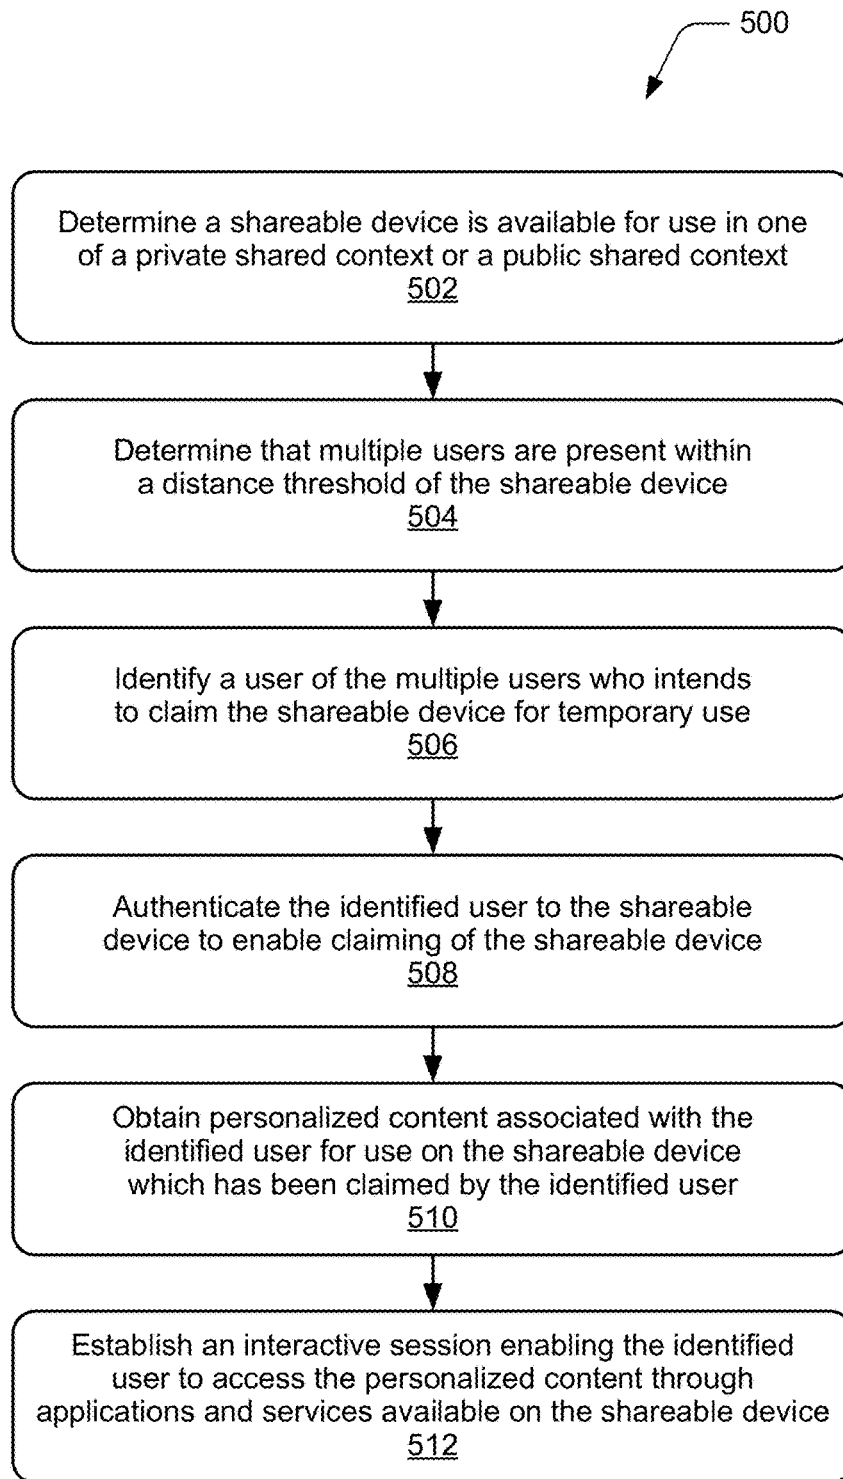 500
Determine a shareable device is available for use in one
of a private shared context or a public shared context
502
Determine that multiple users are present within
a distance threshold of the shareable device
504
Identify a user of the multiple users who intends
to claim the shareable device for temporary use
506
Authenticate the identified user to the shareable
device to enable claiming of the shareable device
508
Obtain personalized content associated with the
identified user for use on the shareable device
which has been claimed by the identified user
510
Establish an interactive session enabling the identified
user to access the personalized content through
applications and services available on the shareable device
512